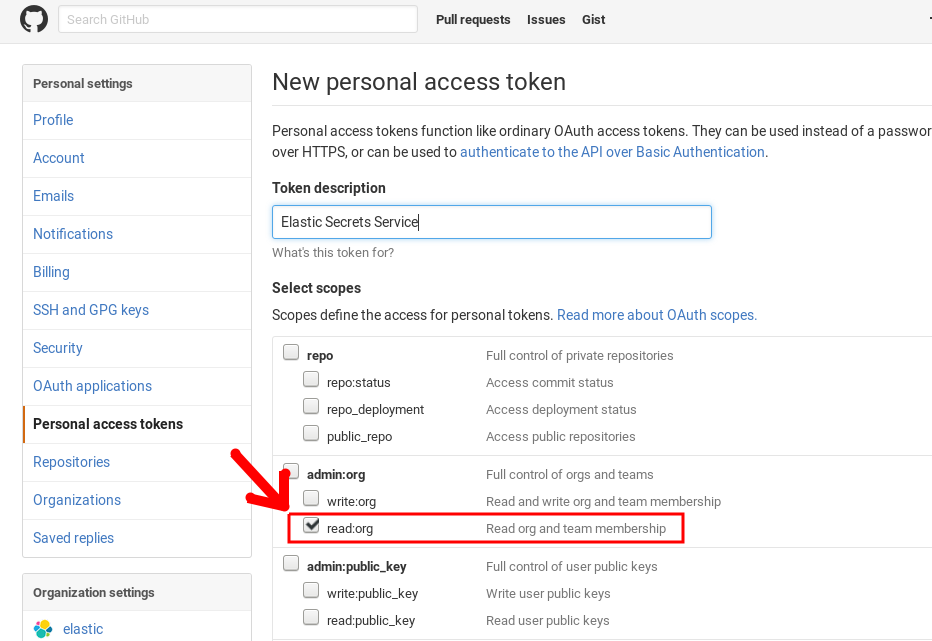 Search GitHub
Pull requests
Issues
Gist
Personal settings
Profile
Account
Emails
Notifications
Billing
SSH and GPG keys
Security
OAuth applications
Personal access tokens
Repositories
Organizations
Saved replies
Organization settings
elastic
New personal access token
Personal access tokens function like ordinary OAuth access tokens. They can be used instead of a passwor
over HTTPS, or can be used to authenticate to the API over Basic Authentication.
Token description
Elastic Secrets Service
What's this token for?
Select scopes
Scopes define the access for personal tokens. Read more about OAuth scopes.
repo Full control of private repositories
repo:status Access commit status
repo_deployment Access deployment status
public_repo Access public repositories
admin:org Full control of orgs and teams
write:org Read and write org and team membership
read:org Read org and team membership
admin:public_key Full control of user public keys
write:public_key Write user public keys
read:public_key Read user public keys